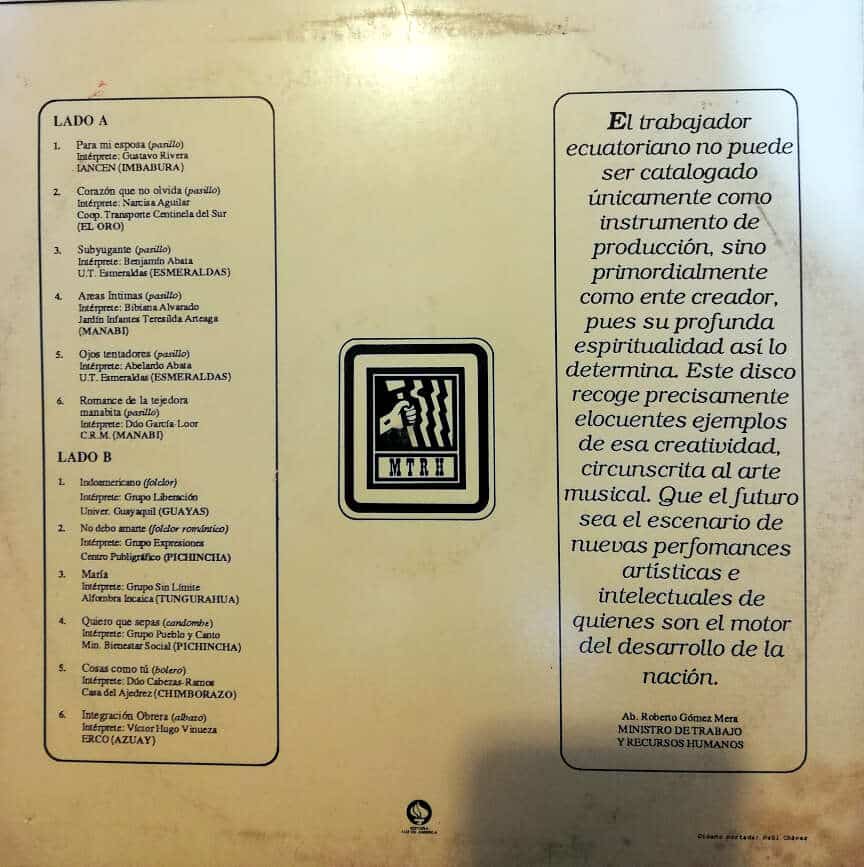 LADO A
1. Para mi esposa (pasillo)
Intérprete: Gustavo Rivera
IANCEN (IMBABURA)
2. Corazón que no olvida (pasillo)
Intérprete: Narcisa Aguilar
Coop. Transporte Centinela del Sur
(EL ORO)
3. Subyugante (pasillo)
Intérprete: Benjamín Abata
U.T. Esmeraldas (ESMERALDAS)
4. Areas Intimas (pasillo)
Intérprete: Bibiana Alvarado
Jardín Infantes Teresilda Arteaga
(MANABI)
5. Ojos tentadores (pasillo)
Intérprete: Abelardo Abata
U.T. Esmeraldas (ESMERALDAS)
6. Romance de la tejedora
manabita (pasillo)
Intérprete: Dúo García-Loor
C.R.M. (MANABI)
LADO B
1. Indoamericano (folclor)
Intérprete: Grupo Liberación
Univer. Guayaquil (GUAYAS)
2. No debo amarte (folclor romántico)
Intérprete: Grupo Expresiones
Centro Publigráfico (PICHINCHA)
3. María
Intérprete: Grupo Sin Límite
Alfombra Incaica (TUNGURAHUA)
4. Quiero que sepas (candombe)
Intérprete: Grupo Pueblo y Canto
Min. Bienestar Social (PICHINCHA)
5. Cosas como tú (bolero)
Intérprete: Dúo Cabezas-Ramos
Casa del Ajedrez (CHIMBORAZO)
6. Integración Obrera (albazo)
Intérprete: Víctor Hugo Vinueza
ERCO (AZUAY)
MTRH
El trabajador
ecuatoriano no puede
ser catalogado
únicamente como
instrumento de
producción, sino
primordialmente
como ente creador,
pues su profunda
espiritualidad así lo
determina. Este disco
recoge precisamente
elocuentes ejemplos
de esa creatividad,
circunscrita al arte
musical. Que el futuro
sea el escenario de
nuevas perfomances
artísticas e
intelectuales de
quienes son el motor
del desarrollo de la
nación.
Ab. Roberto Gómez Mera
MINISTRO DE TRABAJO
Y RECURSOS HUMANOS
EDITORA
LUZ DE AMERICA
Diseño portada: Chávez